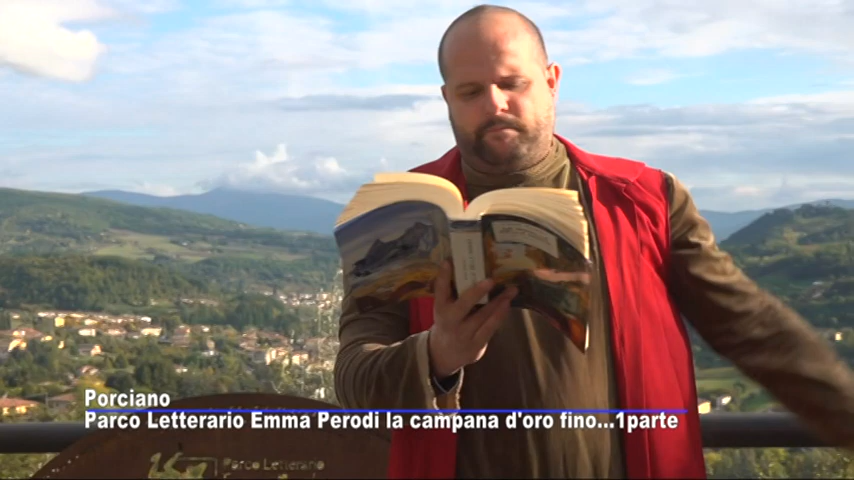 Porciano
Parco Letterario Emma Perodi la campana d'oro fino...1parte
Parco Letterario